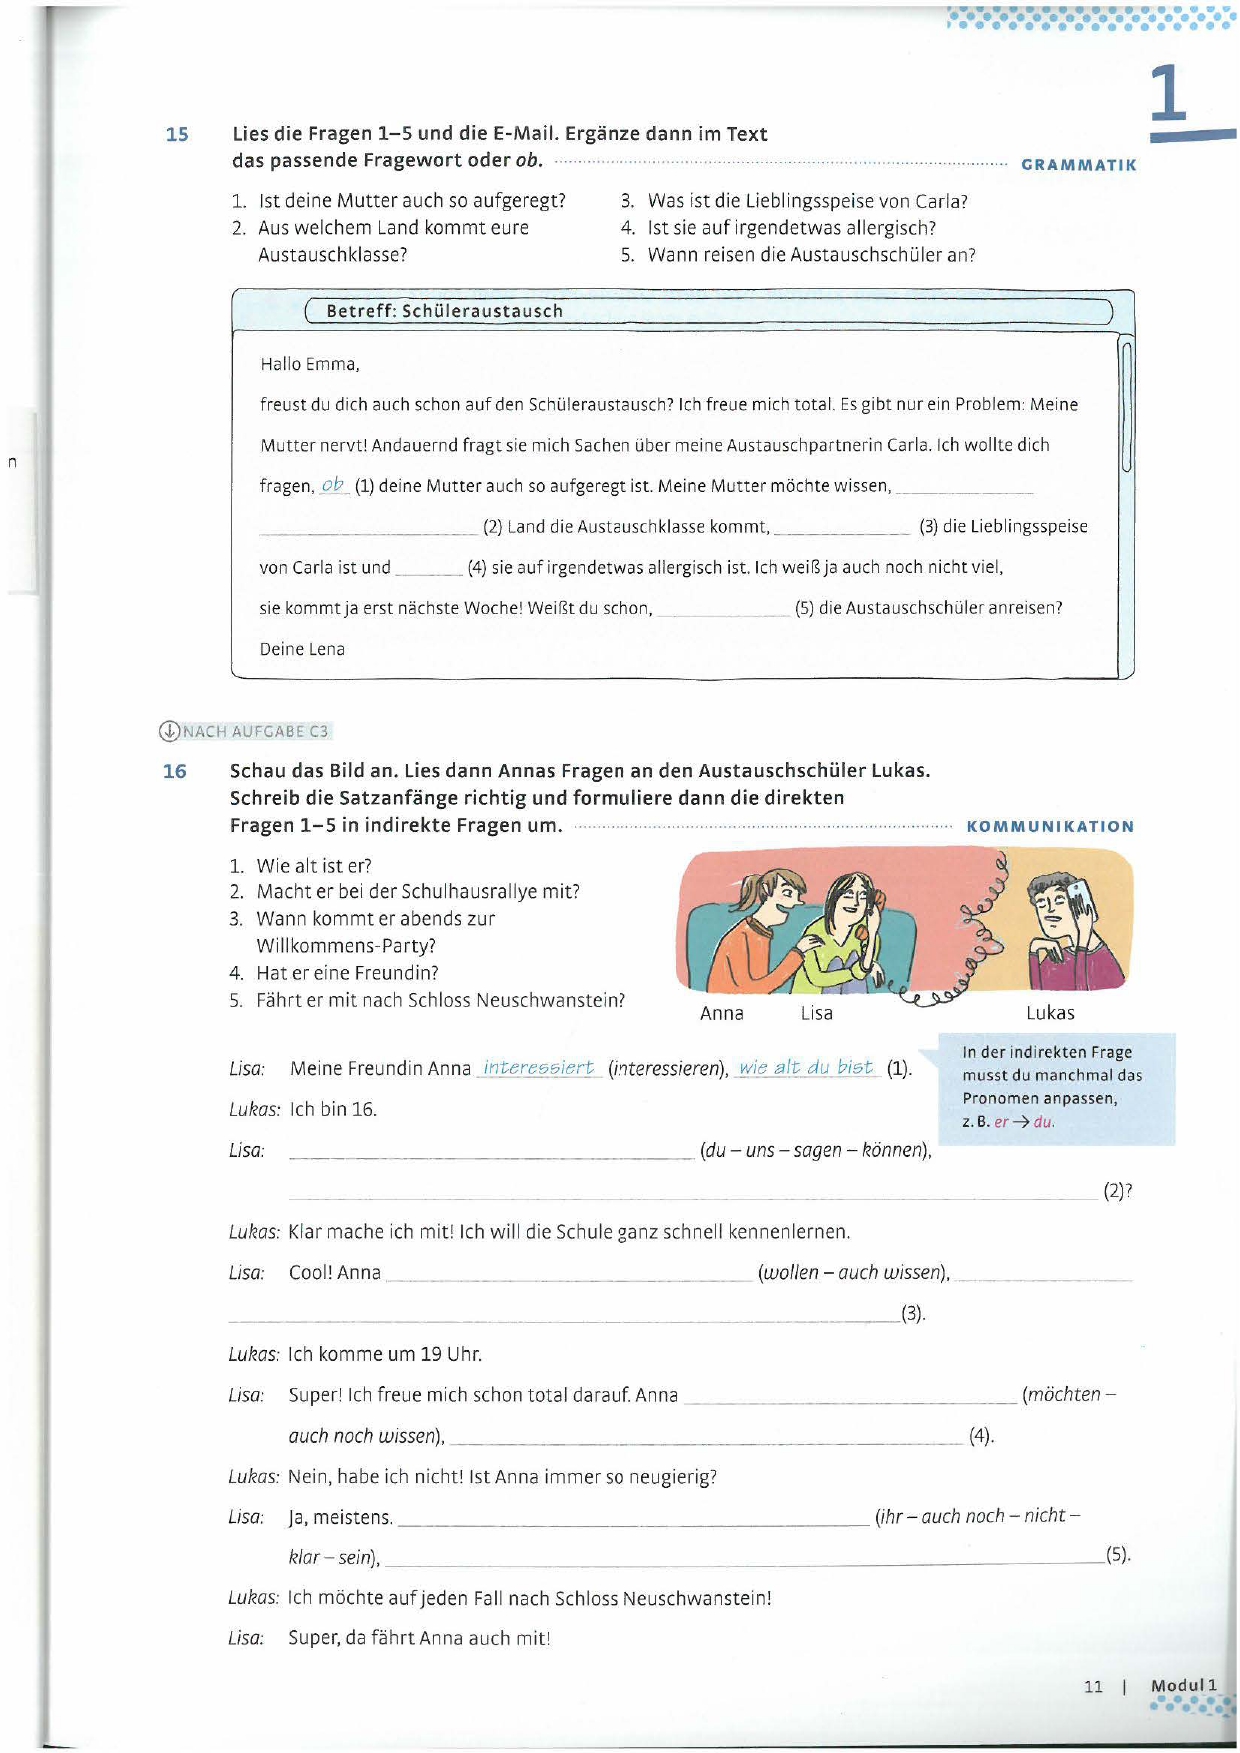 1
15 Lies die Fragen 1–5 und die E-Mail. Ergänze dann im Text
das passende Fragewort oder ob. GRAMMATIK
1. Ist deine Mutter auch so aufgeregt?
2. Aus welchem Land kommt eure
Austauschklasse?
3. Was ist die Lieblingsspeise von Carla?
4. Ist sie auf irgendetwas allergisch?
5. Wann reisen die Austauschschüler an?
Betreff: Schüleraustausch
Hallo Emma,
freust du dich auch schon auf den Schüleraustausch? Ich freue mich total. Es gibt nur ein Problem: Meine
Mutter nervt! Andauernd fragt sie mich Sachen über meine Austauschpartnerin Carla. Ich wollte dich
n
fragen, ob (1) deine Mutter auch so aufgeregt ist. Meine Mutter möchte wissen, ______
______ (2) Land die Austauschklasse kommt, ______ (3) die Lieblingsspeise
von Carla ist und ______ (4) sie auf irgendetwas allergisch ist. Ich weiß ja auch noch nicht viel,
sie kommt ja erst nächste Woche! Weißt du schon, ______ (5) die Austauschschüler anreisen?
Deine Lena
NACH AUFGABE C3
16 Schau das Bild an. Lies dann Annas Fragen an den Austauschschüler Lukas.
Schreib die Satzanfänge richtig und formuliere dann die direkten
Fragen 1–5 in indirekte Fragen um. KOMMUNIKATION
1. Wie alt ist er?
2. Macht er bei der Schulhausrallye mit?
3. Wann kommt er abends zur
Willkommens-Party?
4. Hat er eine Freundin?
5. Fährt er mit nach Schloss Neuschwanstein?
Anna Lisa Lukas
In der indirekten Frage
musst du manchmal das
Pronomen anpassen,
z. B. er → du.
Lisa: Meine Freundin Anna interessiert (interessieren), wie alt du bist (1).
Lukas: Ich bin 16.
Lisa: ______ (du – uns – sagen – können),
______ (2)?
Lukas: Klar mache ich mit! Ich will die Schule ganz schnell kennenlernen.
Lisa: Cool! Anna ______ (wollen – auch wissen), ______
______ (3).
Lukas: Ich komme um 19 Uhr.
Lisa: Super! Ich freue mich schon total darauf. Anna ______ (möchten –
auch noch wissen), ______ (4).
Lukas: Nein, habe ich nicht! Ist Anna immer so neugierig?
Lisa: Ja, meistens. ______ (ihr – auch noch – nicht –
klar – sein), ______ (5).
Lukas: Ich möchte auf jeden Fall nach Schloss Neuschwanstein!
Lisa: Super, da fährt Anna auch mit!
11 | Modul 1